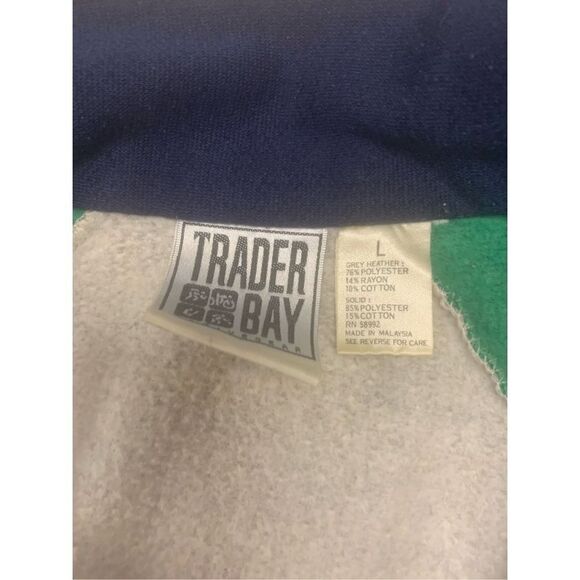 TRADER
BAY
L
GREY HEATHER :
76% POLYESTER
14% RAYON
10% COTTON
SOLID :
85% POLYESTER
15% COTTON
RN 58992
MADE IN MALAYSIA
SEE REVERSE FOR CARE